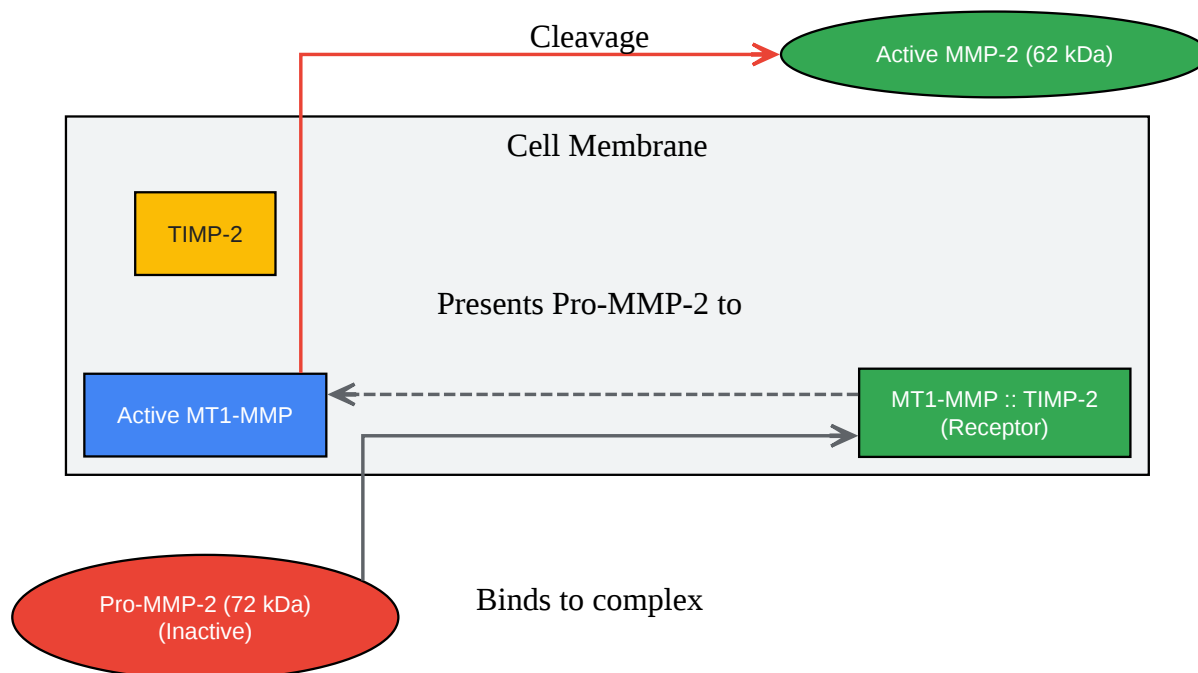 Cleavage
Active MMP-2 (62 kDa)
Cell Membrane
TIMP-2
Presents Pro-MMP-2 to
Active MT1-MMP
MT1-MMP :: TIMP-2
(Receptor)
Pro-MMP-2 (72 kDa)
(Inactive)
Binds to complex